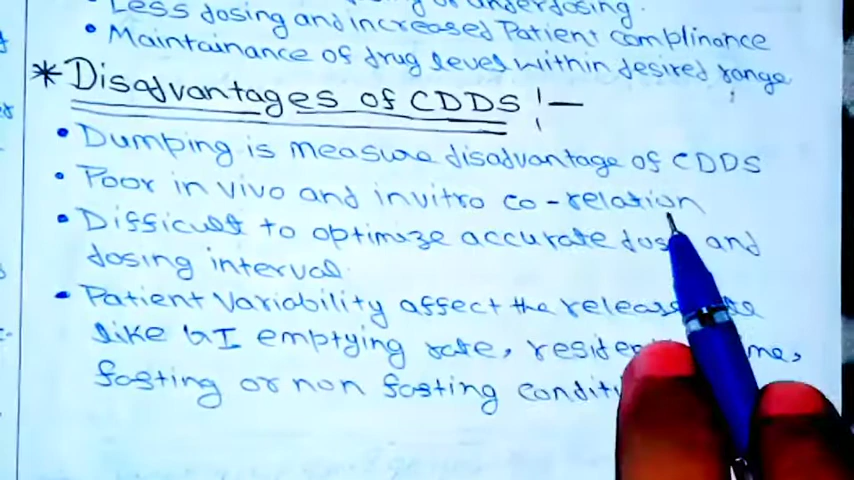 Less dosing and increased Patient complinance
• Maintainance of drug level within desired range
* Disadvantages of CDDS :—
• Dumping is measure disadvantage of CDDS
• Poor in vivo and invitro co-relation
• Difficult to optimize accurate dose and
dosing interval.
• Patient variability affect the release
like GI emptying rate,
fasting or non fasting